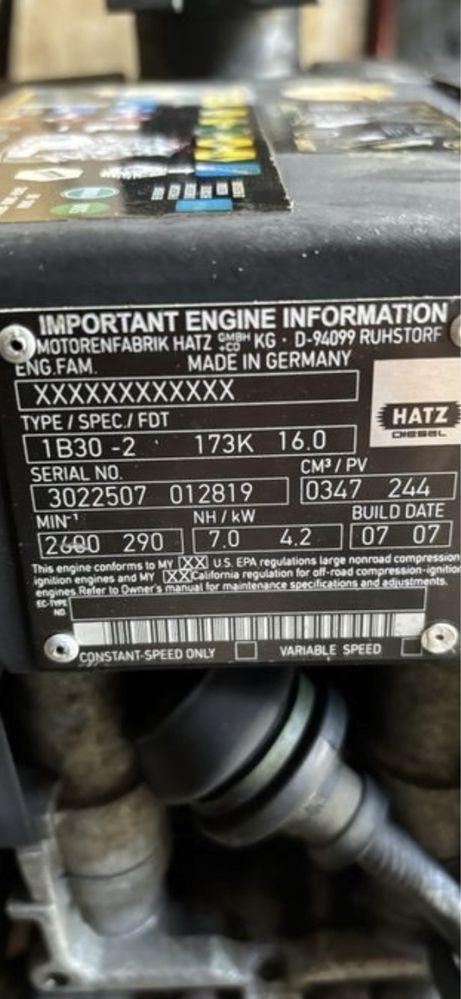 IMPORTANT ENGINE INFORMATION
MOTORENFABRIK HATZ GMBH +CO KG · D-94099 RUHSTORF
ENG.FAM. MADE IN GERMANY
XXXXXXXXXXXX
HATZ
DIESEL
TYPE / SPEC./ FDT
1B30 -2 173K 16.0
SERIAL NO. CM³ / PV
3022507 012819 0347 244
MIN-¹ NH / kW BUILD DATE
290 7.0 4.2 07 07
This engine conforms to MY XX U.S. EPA regulations large nonroad compression
ignition engines and MY XX California regulation for off-road compression-ignitio
engines. Refer to Owner's manual for maintenance specifications and adjustments.
EC-TYPE
NO.
CONSTANT-SPEED ONLY VARIABLE SPEED